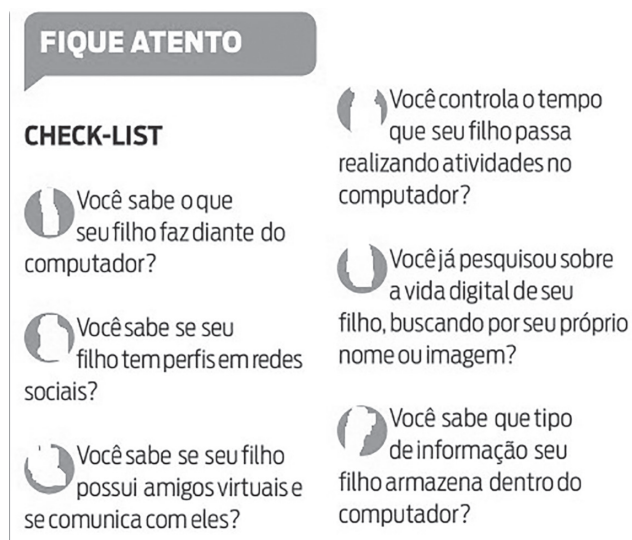 FIQUE ATENTO
CHECK-LIST
Você sabe o que
seu filho faz diante do
computador?
Você sabe se seu
filho tem perfis em redes
sociais?
Você sabe se seu filho
possui amigos virtuais e
se comunica com eles?
Você controla o tempo
que seu filho passa
realizando atividades no
computador?
Você já pesquisou sobre
a vida digital de seu
filho, buscando por seu próprio
nome ou imagem?
Você sabe que tipo
de informação seu
filho armazena dentro do
computador?